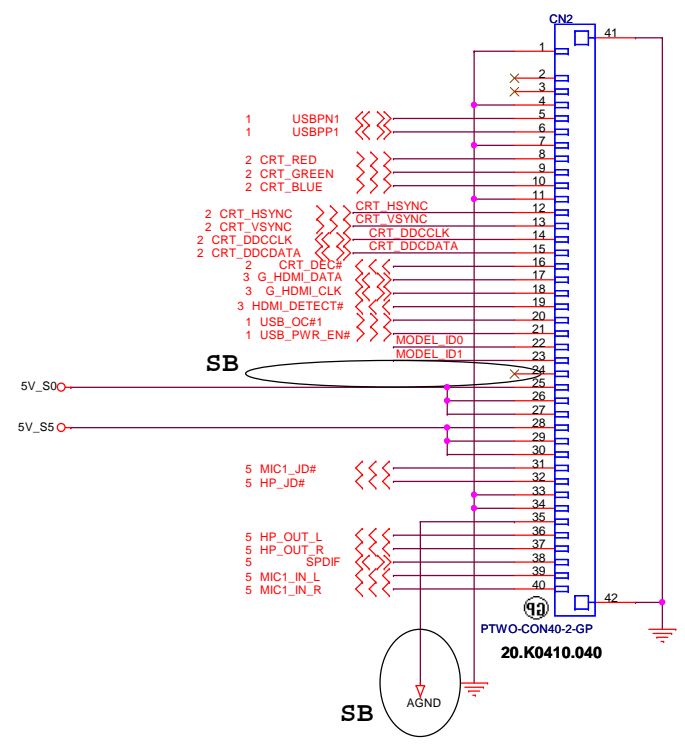 CN2
41
1
2
3
4
1 USBPN1 5
1 USBPP1 6
7
2 CRT_RED 8
2 CRT_GREEN 9
2 CRT_BLUE 10
11
2 CRT_HSYNC CRT_HSYNC 12
2 CRT_VSYNC CRT_VSYNC 13
2 CRT_DDCCLK CRT_DDCCLK 14
2 CRT_DDCDATA CRT_DDCDATA 15
2 CRT_DEC# 16
3 G_HDMI_DATA 17
3 G_HDMI_CLK 18
3 HDMI_DETECT# 19
1 USB_OC#1 20
1 USB_PWR_EN# 21
MODEL_ID0 22
MODEL_ID1 23
SB
24
5V_S0 25
26
27
5V_S5 28
29
30
5 MIC1_JD# 31
5 HP_JD# 32
33
34
35
5 HP_OUT_L 36
5 HP_OUT_R 37
5 SPDIF 38
5 MIC1_IN_L 39
5 MIC1_IN_R 40
42
GP
PTWO-CON40-2-GP
20.K0410.040
AGND
SB